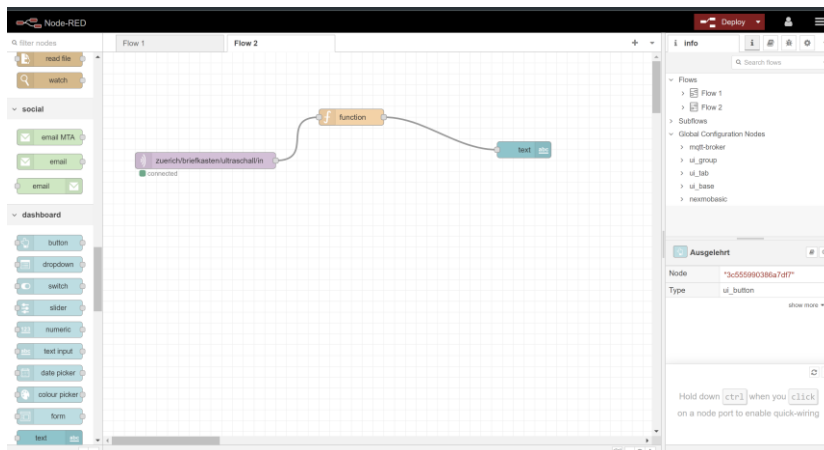 Node-RED
Deploy
filter nodes
read file
watch
social
email MTA
email
email
dashboard
button
dropdown
switch
slider
numeric
text input
date picker
colour picker
form
text
Flow 1
Flow 2
function
zuerich/briefkasten/ultraschall/in
connected
text
abc
info
Search flows
Flows
Flow 1
Flow 2
Subflows
Global Configuration Nodes
mqtt-broker
ui_group
ui_tab
ui_base
nexmobasic
Ausgelehrt
Node "3c555990386a7df7"
Type ui_button
show more
Hold down ctrl when you click
on a node port to enable quick-wiring